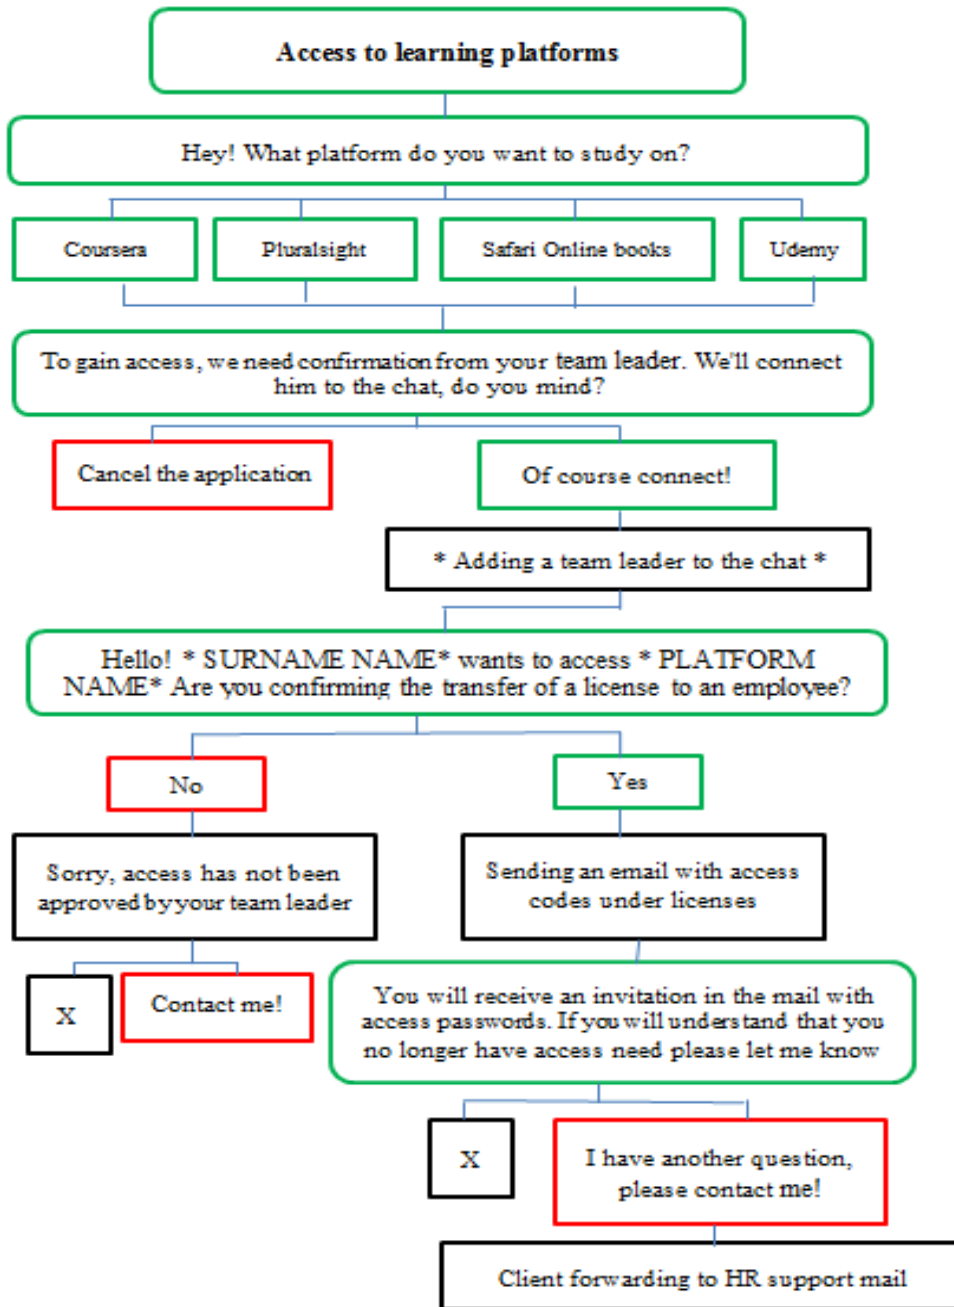 Access to learning platforms
Hey! What platform do you want to study on?
Coursera
Pluralsight
Safari Online books
Udemy
To gain access, we need confirmation from your team leader. We'll connect
him to the chat, do you mind?
Cancel the application
Of course connect!
* Adding a team leader to the chat *
Hello! * SURNAME NAME* wants to access * PLATFORM
NAME* Are you confirming the transfer of a license to an employee?
No
Yes
Sorry, access has not been
approved by your team leader
Sending an email with access
codes under licenses
X
Contact me!
You will receive an invitation in the mail with
access passwords. If you will understand that you
no longer have access need please let me know
X
I have another question,
please contact me!
Client forwarding to HR support mail